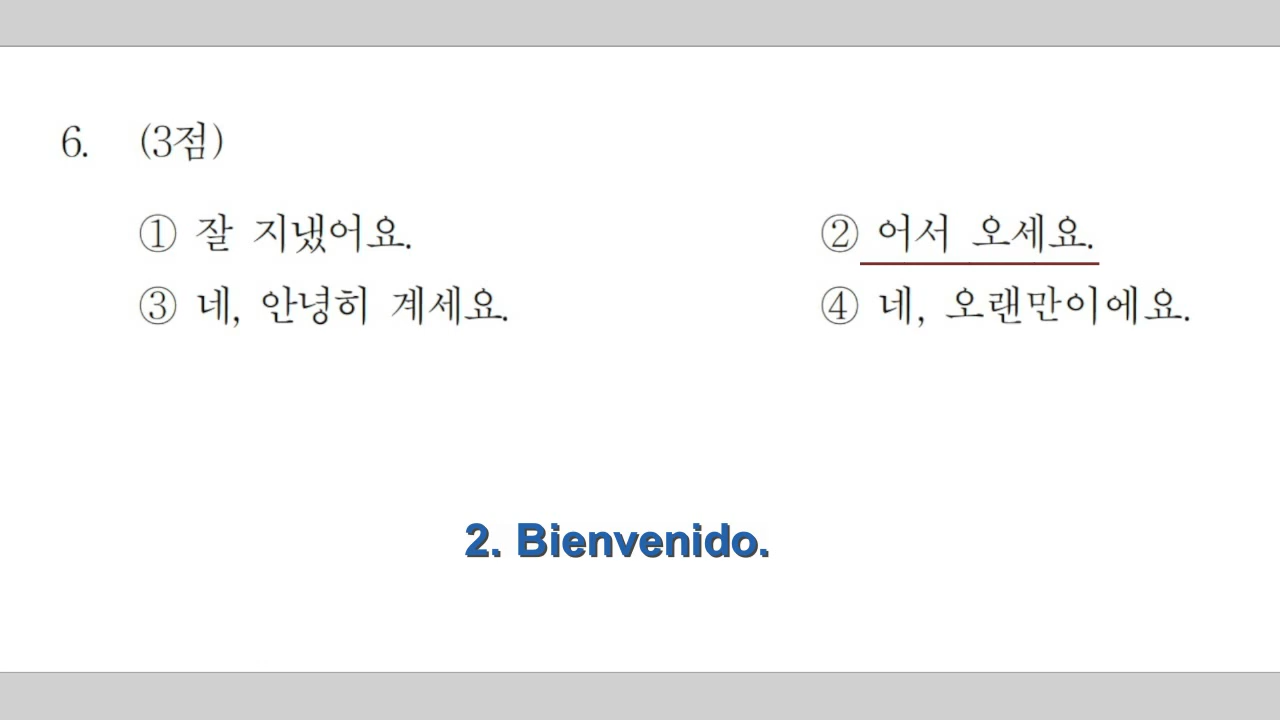 6. (3점)
① 잘 지냈어요. ② 어서 오세요.
③ 네, 안녕히 계세요. ④ 네, 오랜만이에요.
2. Bienvenido.